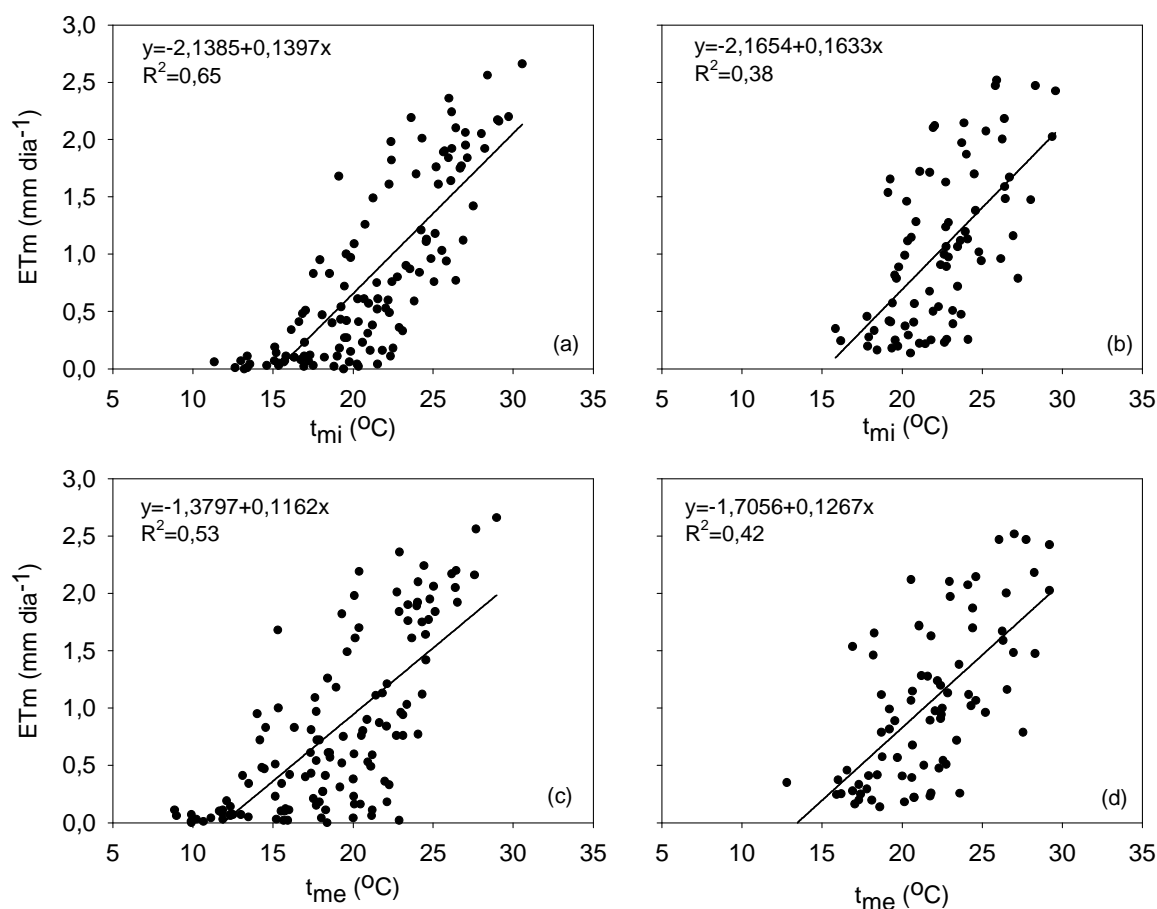 3,0
2,5
2,0
1,5
1,0
0,5
0,0
ETm (mm dia-1)
y=-2,1385+0,1397x
R2=0,65
(a)
5 10 15 20 25 30 35
tmi (ºC)
y=-2,1654+0,1633x
R2=0,38
(b)
5 10 15 20 25 30 35
tmi (ºC)
3,0
2,5
2,0
1,5
1,0
0,5
0,0
ETm (mm dia-1)
y=-1,3797+0,1162x
R2=0,53
(c)
5 10 15 20 25 30 35
tme (ºC)
y=-1,7056+0,1267x
R2=0,42
(d)
5 10 15 20 25 30 35
tme (ºC)